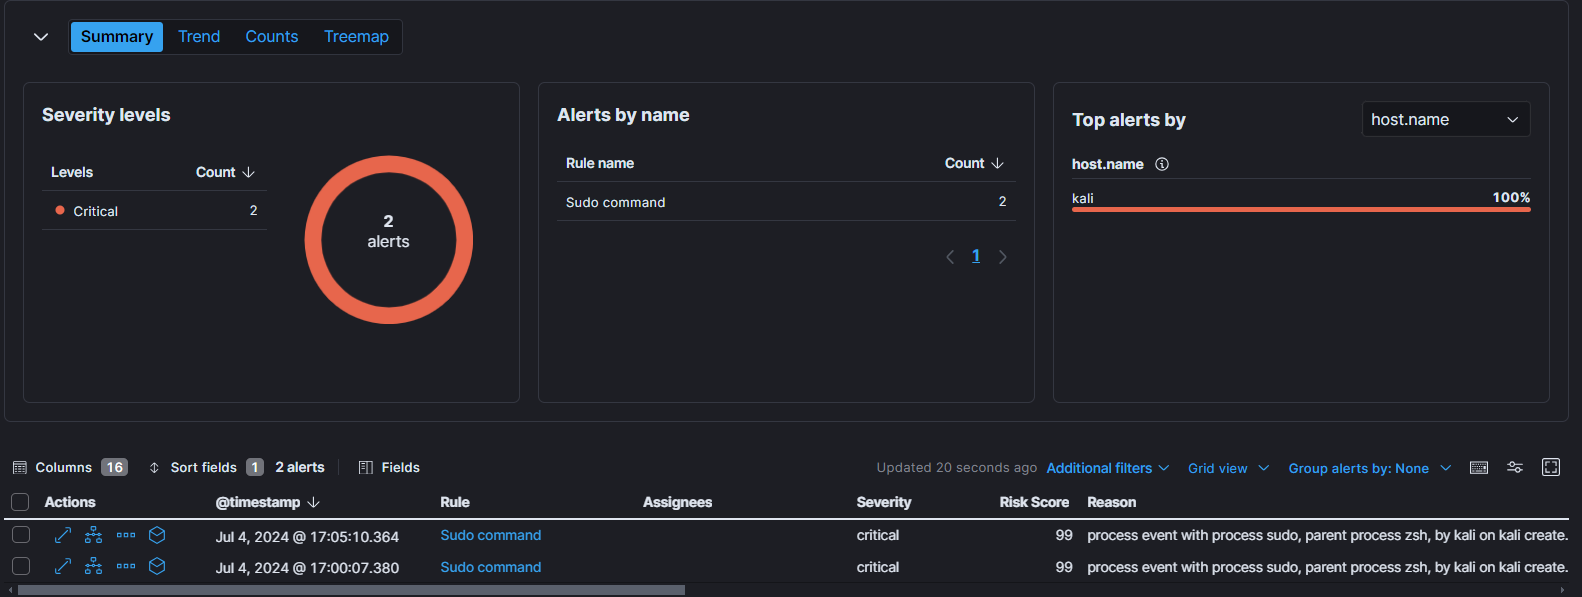 Summary Trend Counts Treemap
Severity levels
Levels Count
Critical 2
2
alerts
Alerts by name
Rule name Count
Sudo command 2
1
Top alerts by host.name
host.name
kali 100%
Columns 16 Sort fields 1 2 alerts Fields Updated 20 seconds ago Additional filters Grid view Group alerts by: None
Actions @timestamp Rule Assignees Severity Risk Score Reason
Jul 4, 2024 @ 17:05:10.364 Sudo command critical 99 process event with process sudo, parent process zsh, by kali on kali create.
Jul 4, 2024 @ 17:00:07.380 Sudo command critical 99 process event with process sudo, parent process zsh, by kali on kali create.